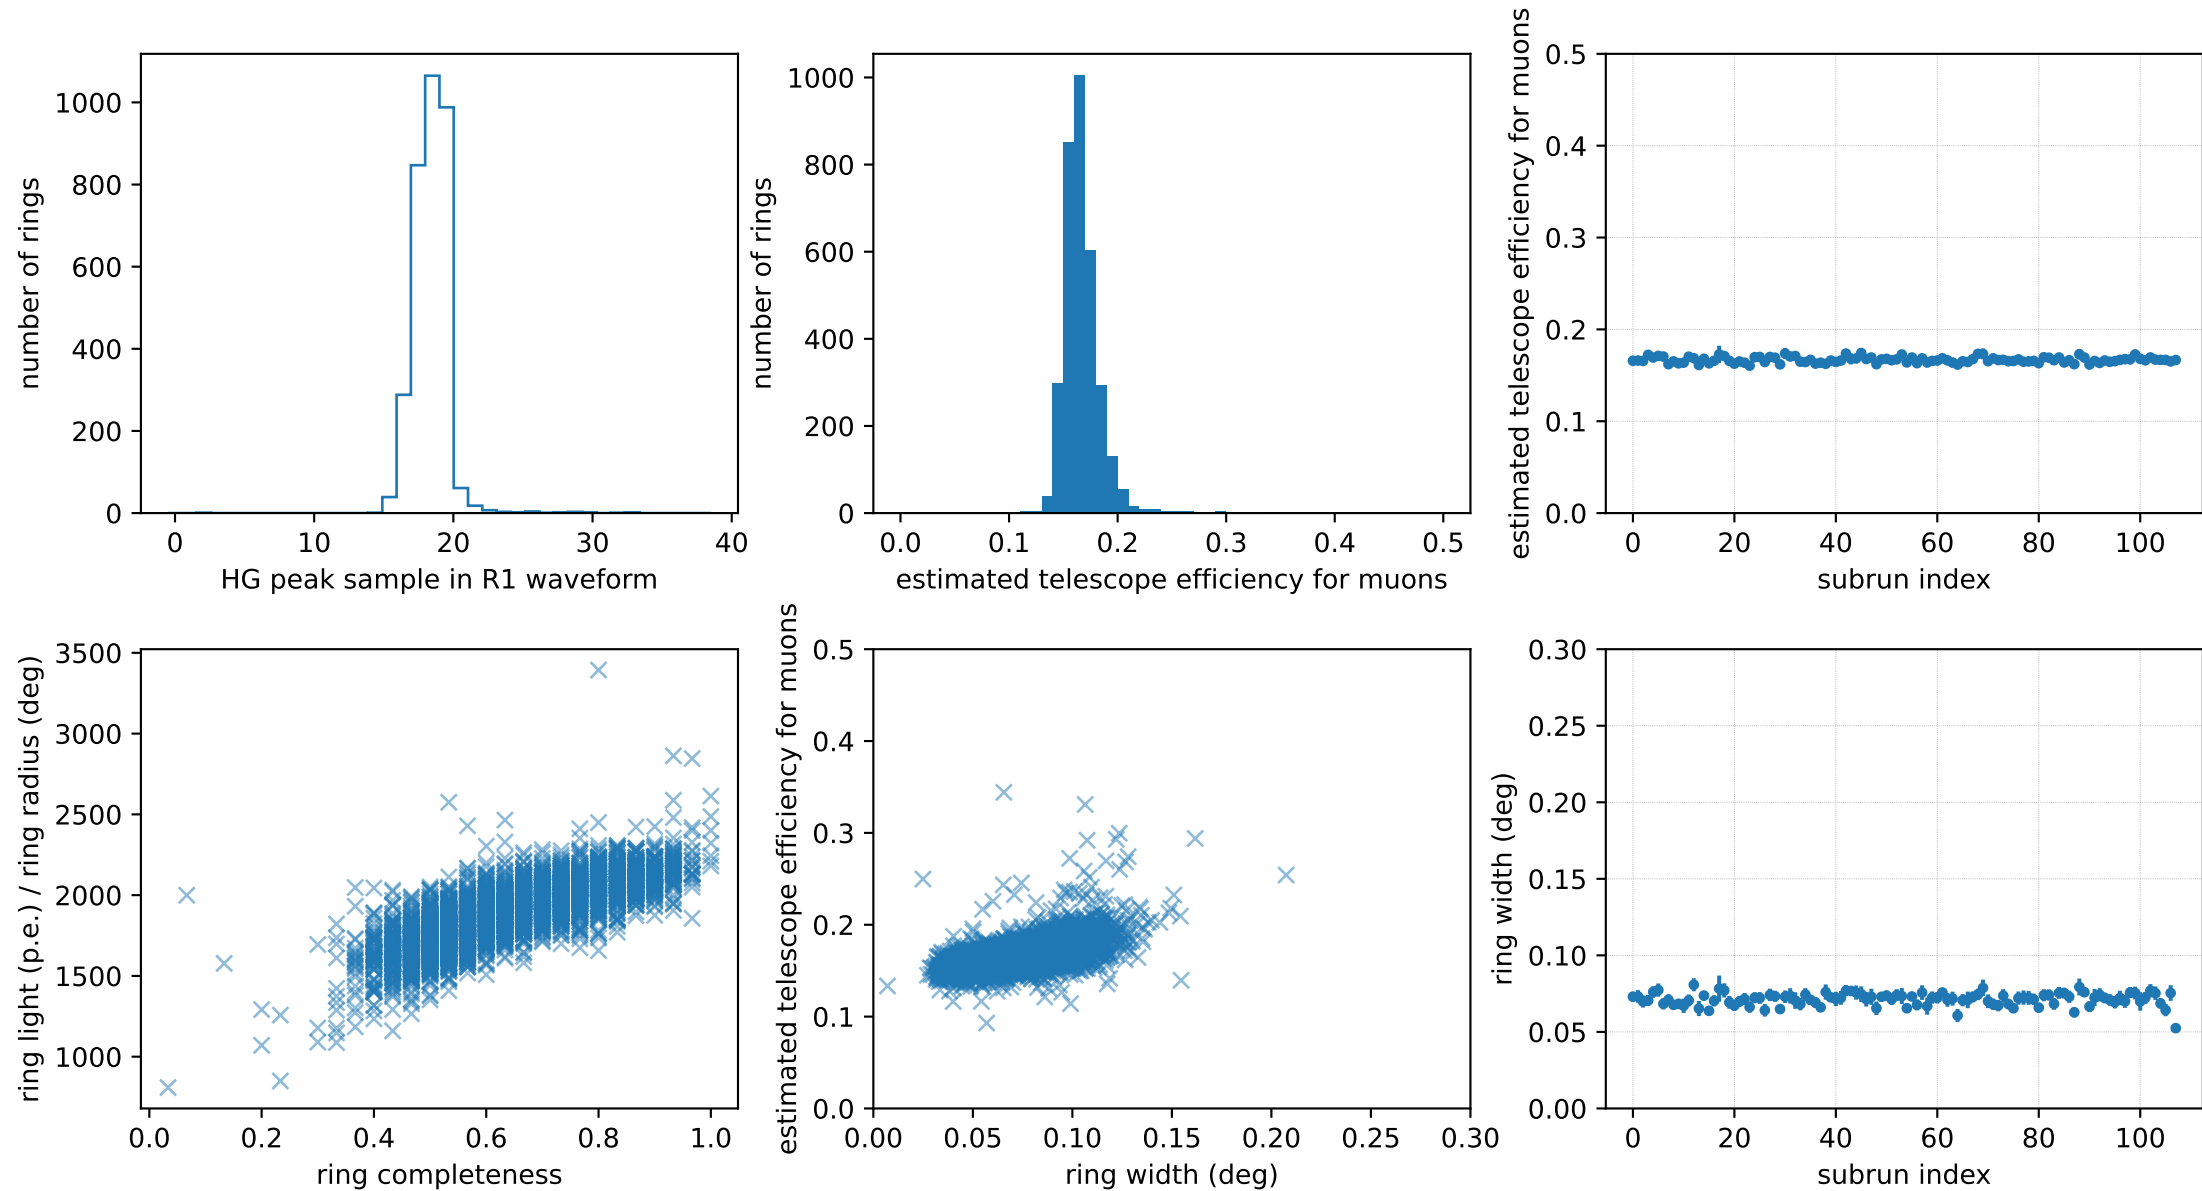 number of rings
1000
800
600
400
200
0
0 10 20 30 40
HG peak sample in R1 waveform
number of rings
1000
800
600
400
200
0
0.0 0.1 0.2 0.3 0.4 0.5
estimated telescope efficiency for muons
estimated telescope efficiency for muons
0.5
0.4
0.3
0.2
0.1
0.0
0 20 40 60 80 100
subrun index
ring light (p.e.) / ring radius (deg)
3500
3000
2500
2000
1500
1000
0.0 0.2 0.4 0.6 0.8 1.0
ring completeness
estimated telescope efficiency for muons
0.5
0.4
0.3
0.2
0.1
0.0
0.00 0.05 0.10 0.15 0.20 0.25 0.30
ring width (deg)
ring width (deg)
0.30
0.25
0.20
0.15
0.10
0.05
0.00
0 20 40 60 80 100
subrun index